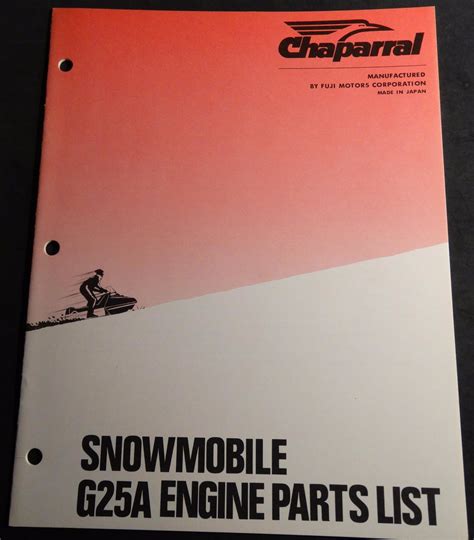 Chaparral
MANUFACTURED
BY FUJI MOTORS CORPORATION
MADE IN JAPAN
SNOWMOBILE
G25A ENGINE PARTS LIST